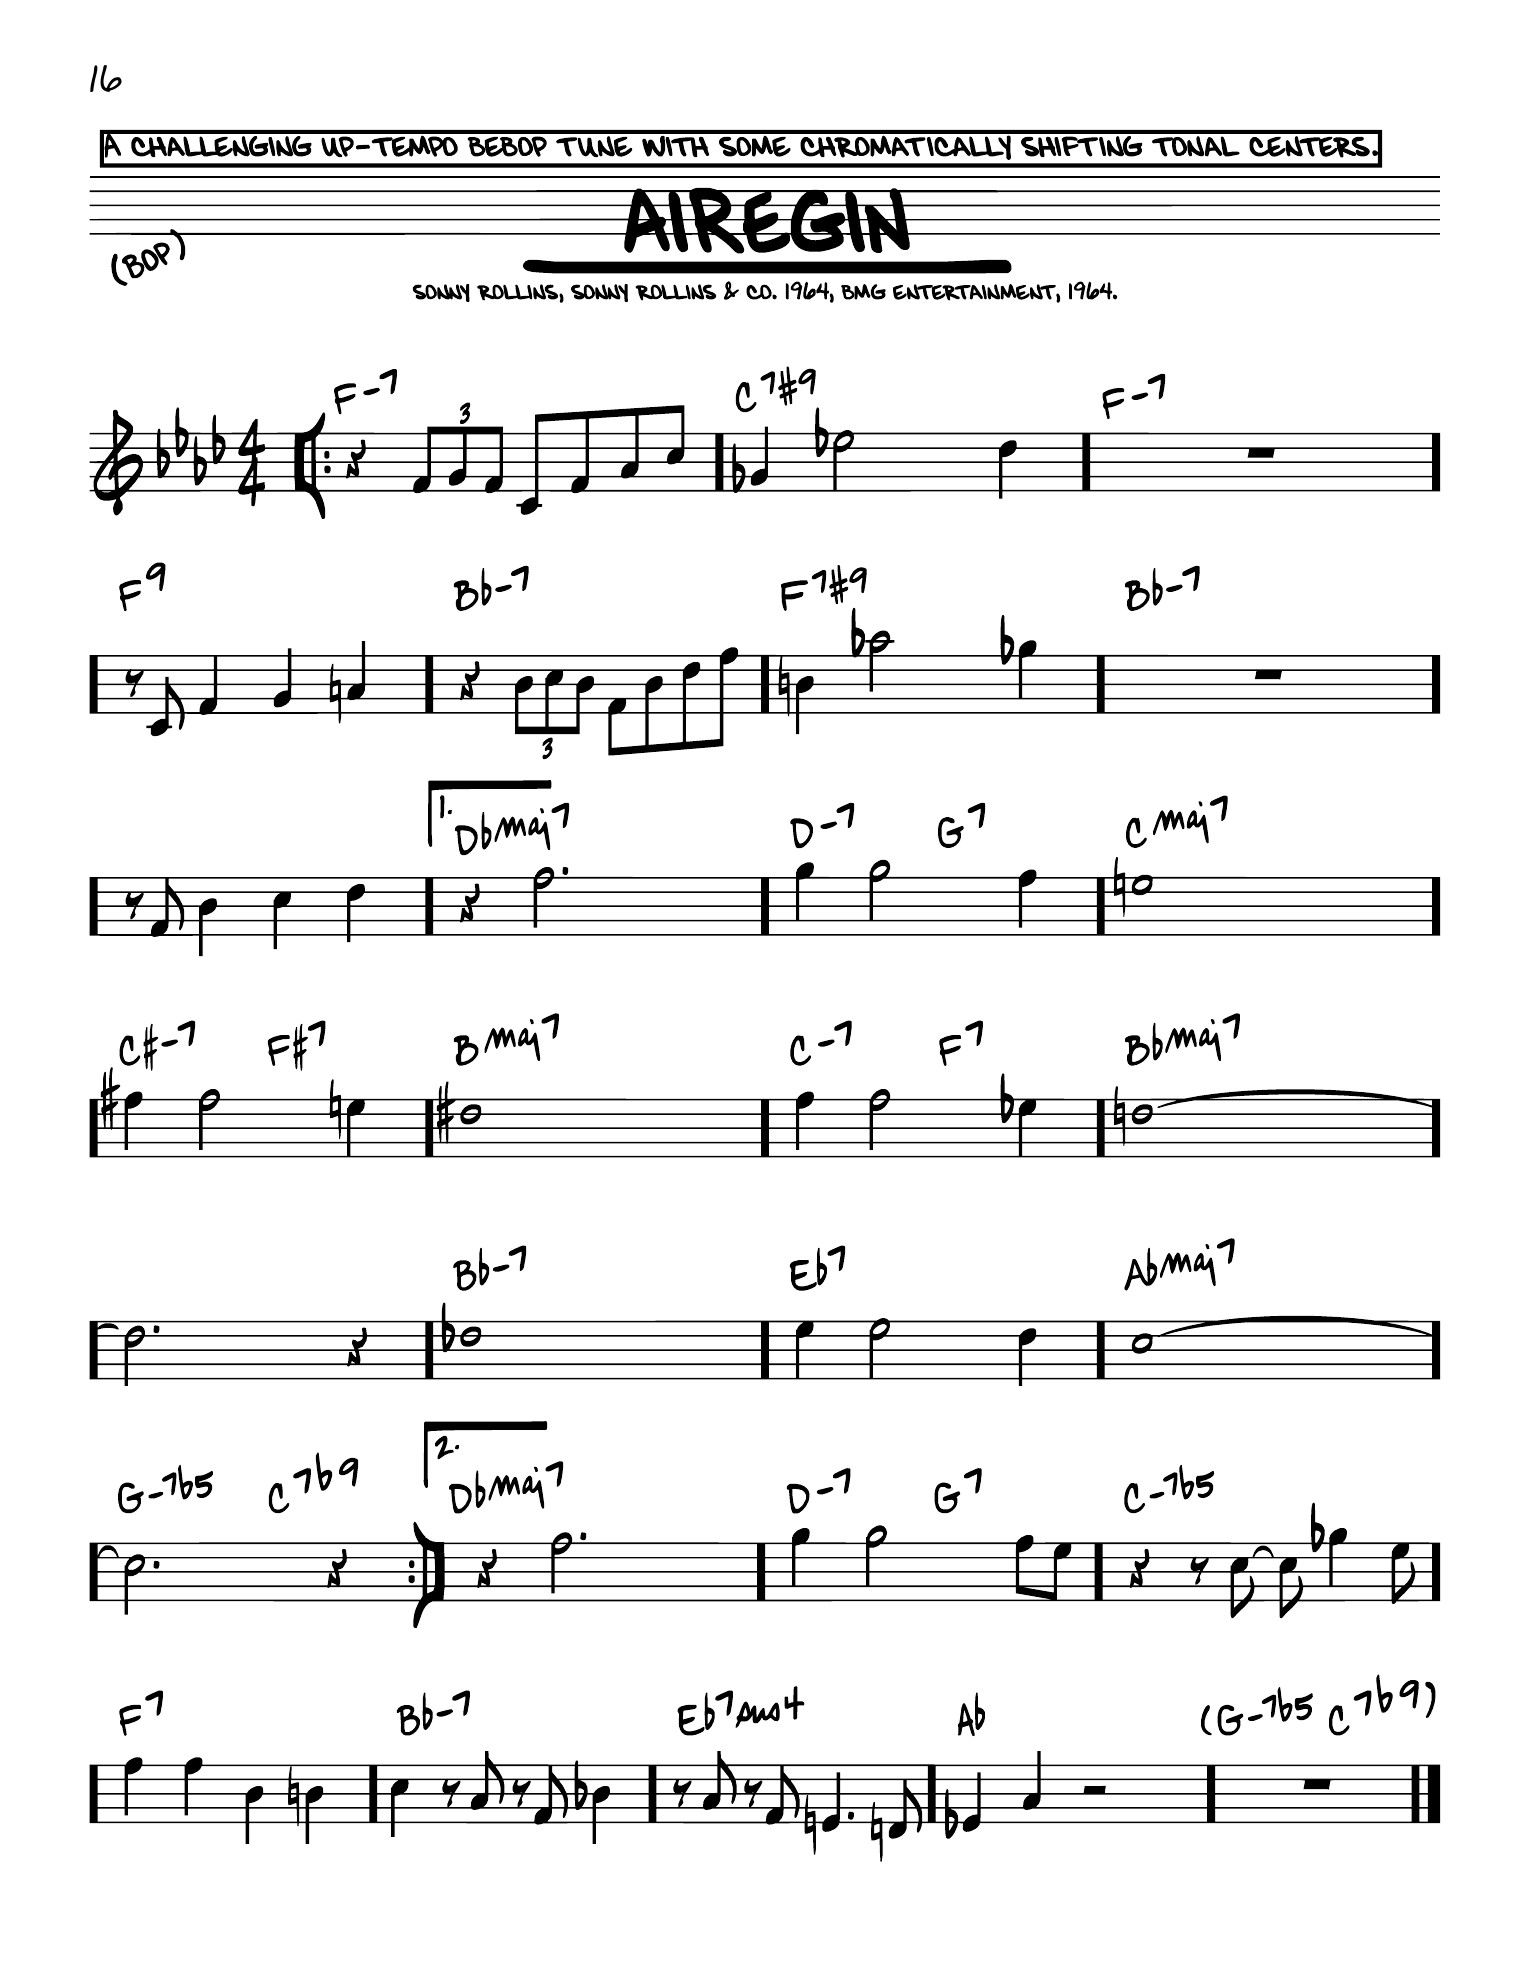 16
A CHALLENGING UP-TEMPO BEBOP TUNE WITH SOME CHROMATICALLY SHIFTING TONAL CENTERS.
AIREGIN
(BOP)
SONNY ROLLINS, SONNY ROLLINS & CO. 1964, BMG ENTERTAINMENT, 1964.
F-7 C7#9 F-7
4/4 3
F9 Bb-7 F7#9 Bb-7
3
1. Dbmaj7 D-7 G7 Cmaj7
C#-7 F#7 Bmaj7 C-7 F7 Bbmaj7
Bb-7 Eb7 Abmaj7
G-7b5 C7b9 2. Dbmaj7 D-7 G7 C-7b5
F7 Bb-7 Eb7sus4 Ab (G-7b5 C7b9)